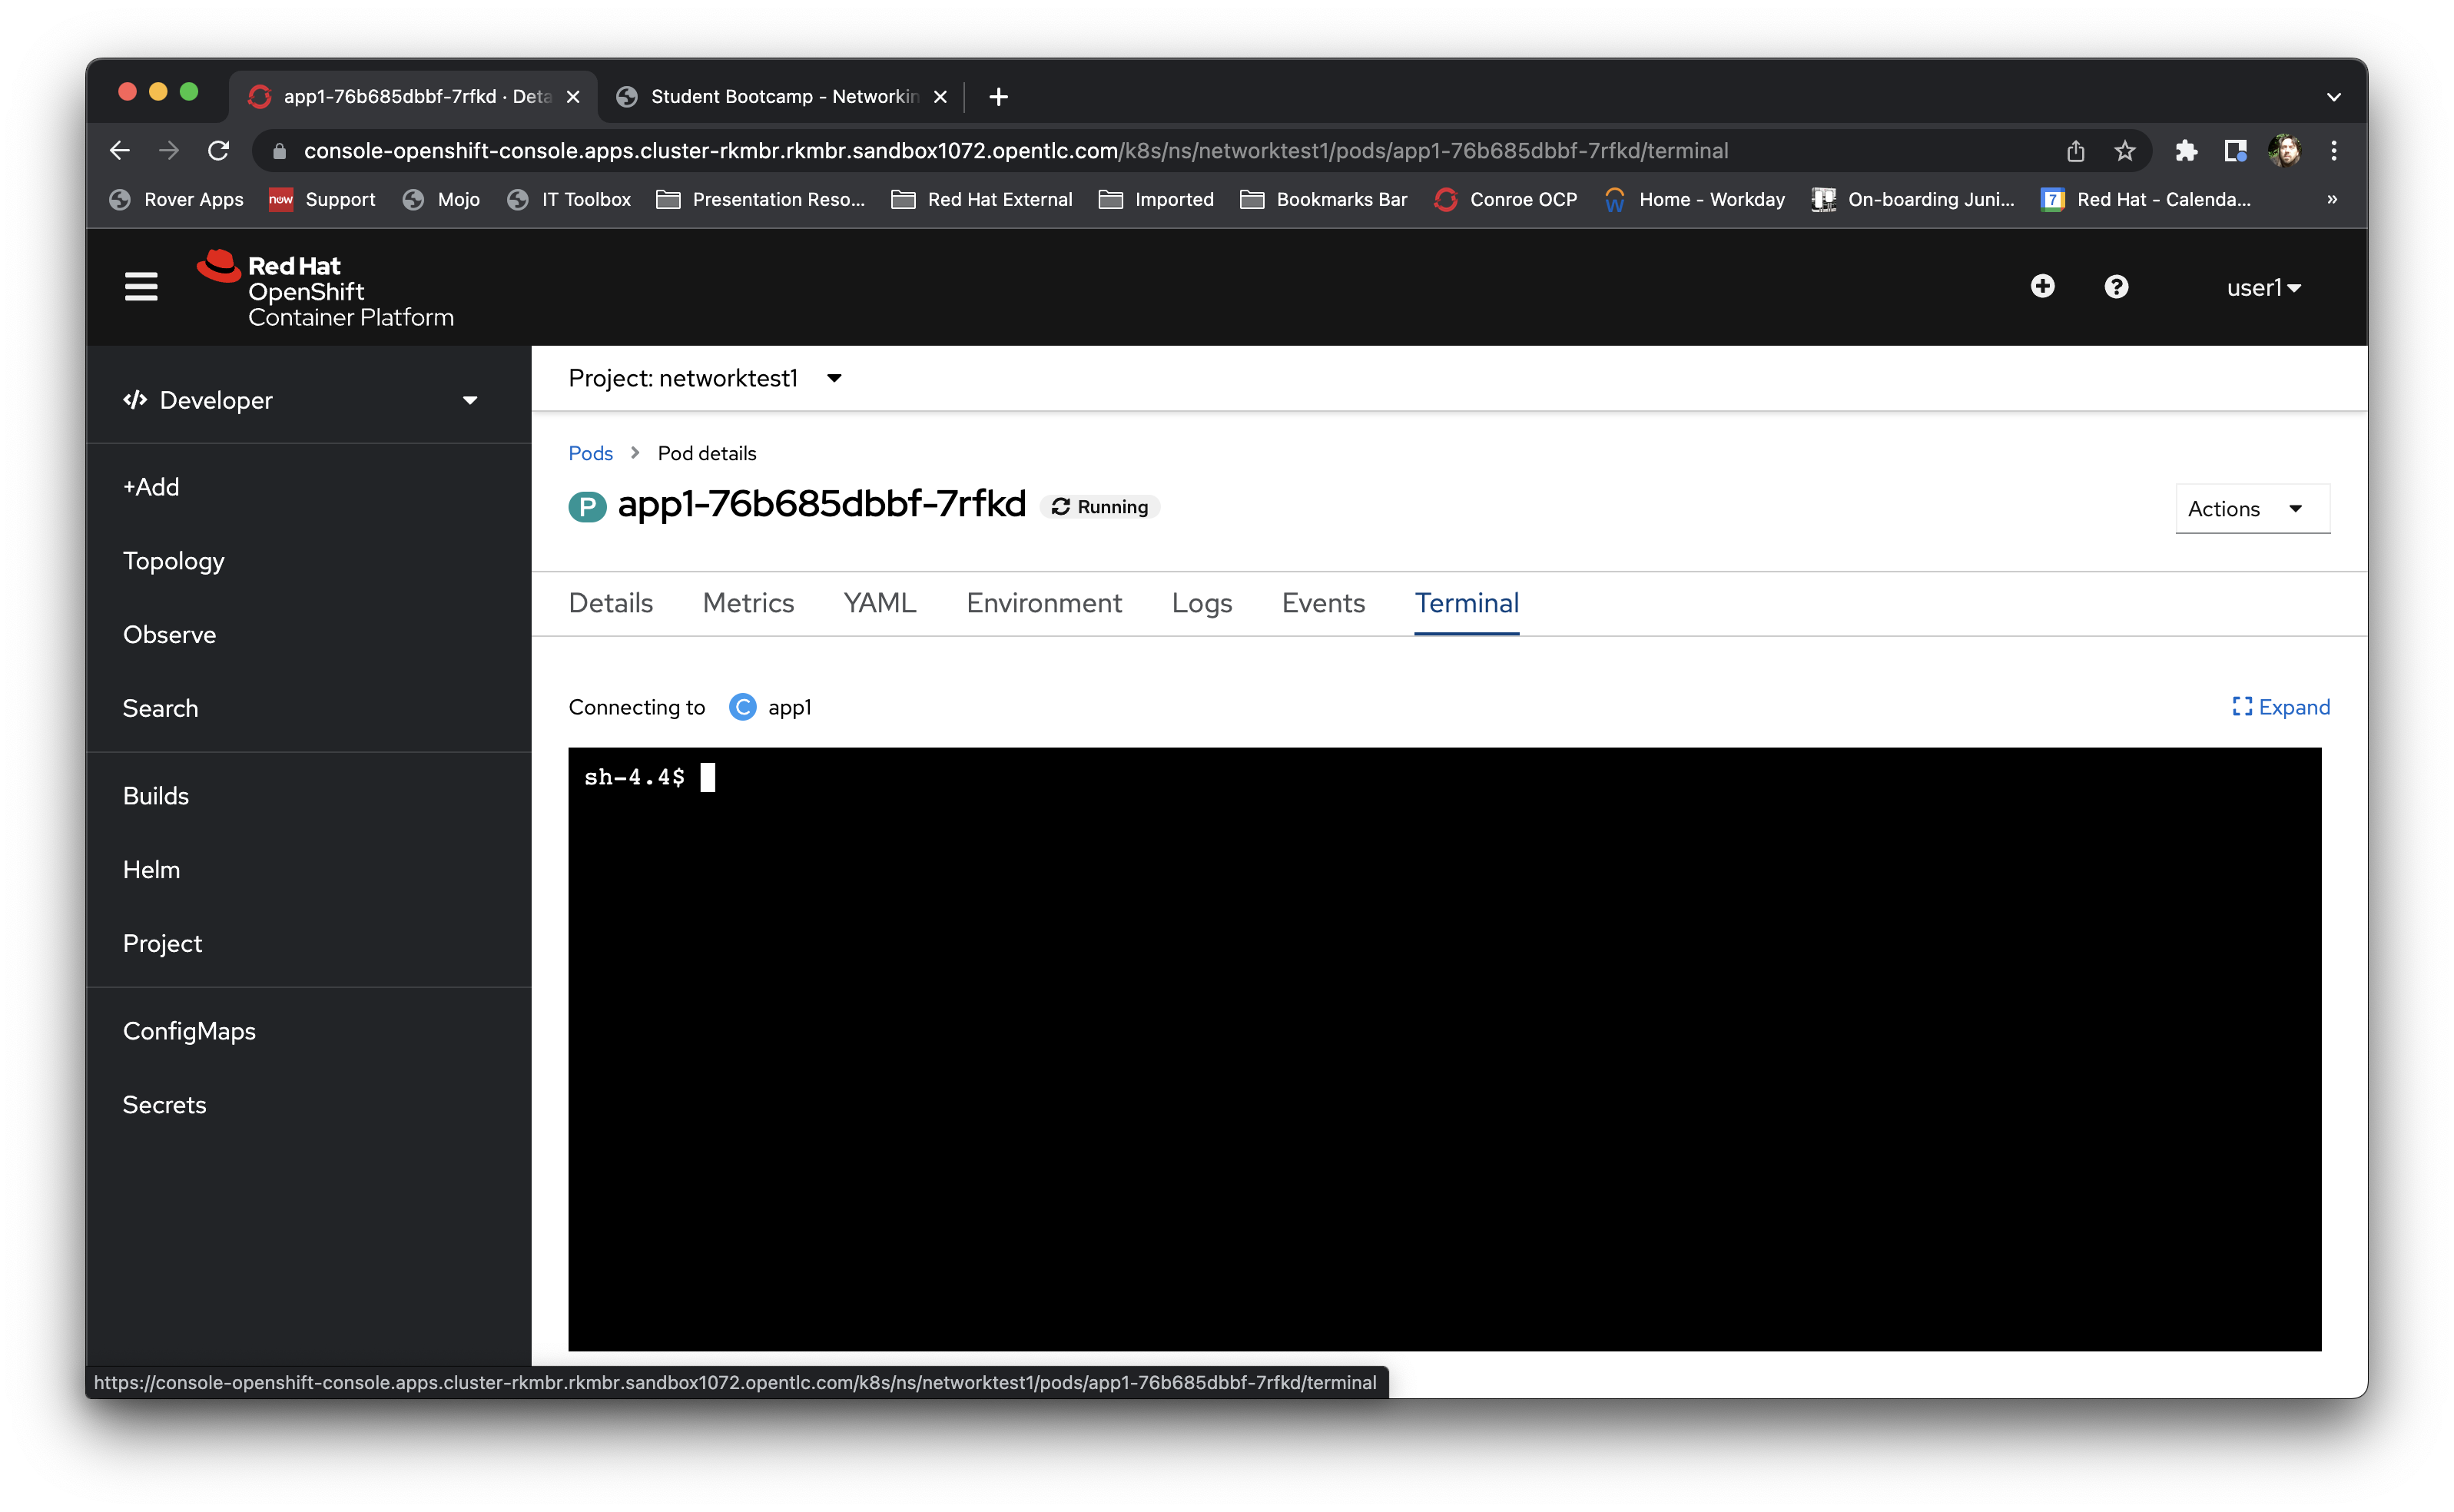 app1-76b685dbbf-7rfkd · Deta
Student Bootcamp - Networkin
console-openshift-console.apps.cluster-rkmbr.rkmbr.sandbox1072.opentlc.com/k8s/ns/networktest1/pods/app1-76b685dbbf-7rfkd/terminal
Rover Apps
now
Support
Mojo
IT Toolbox
Presentation Reso...
Red Hat External
Imported
Bookmarks Bar
Conroe OCP
W
Home - Workday
On-boarding Juni...
7
Red Hat - Calenda...
»
Red Hat
OpenShift
Container Platform
user1
</> Developer
+Add
Topology
Observe
Search
Builds
Helm
Project
ConfigMaps
Secrets
Project: networktest1
Pods > Pod details
P app1-76b685dbbf-7rfkd Running
Actions
Details
Metrics
YAML
Environment
Logs
Events
Terminal
Connecting to C app1
Expand
sh-4.4$
https://console-openshift-console.apps.cluster-rkmbr.rkmbr.sandbox1072.opentlc.com/k8s/ns/networktest1/pods/app1-76b685dbbf-7rfkd/terminal